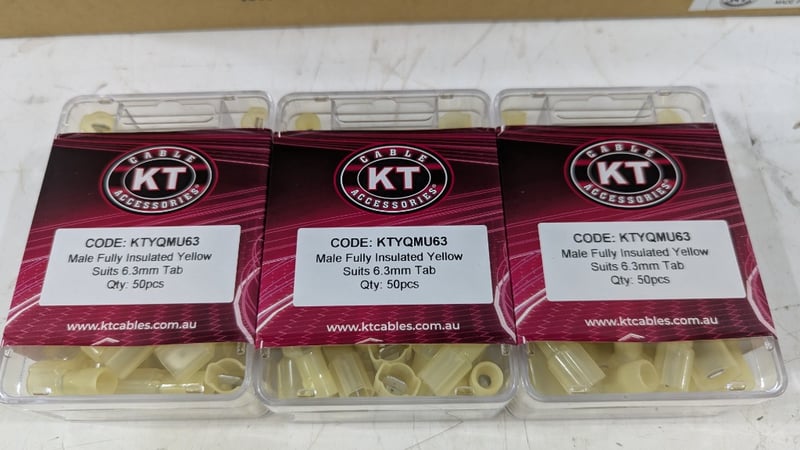 CABLE
KT
ACCESSORIES®
CODE: KTYQMU63
Male Fully Insulated Yellow
Suits 6.3mm Tab
Qty: 50pcs
www.ktcables.com.au
CABLE
KT
ACCESSORIES®
CODE: KTYQMU63
Male Fully Insulated Yellow
Suits 6.3mm Tab
Qty: 50pcs
www.ktcables.com.au
CABLE
KT
ACCESSORIES®
CODE: KTYQMU63
Male Fully Insulated Yellow
Suits 6.3mm Tab
Qty: 50pcs
www.ktcables.com.au